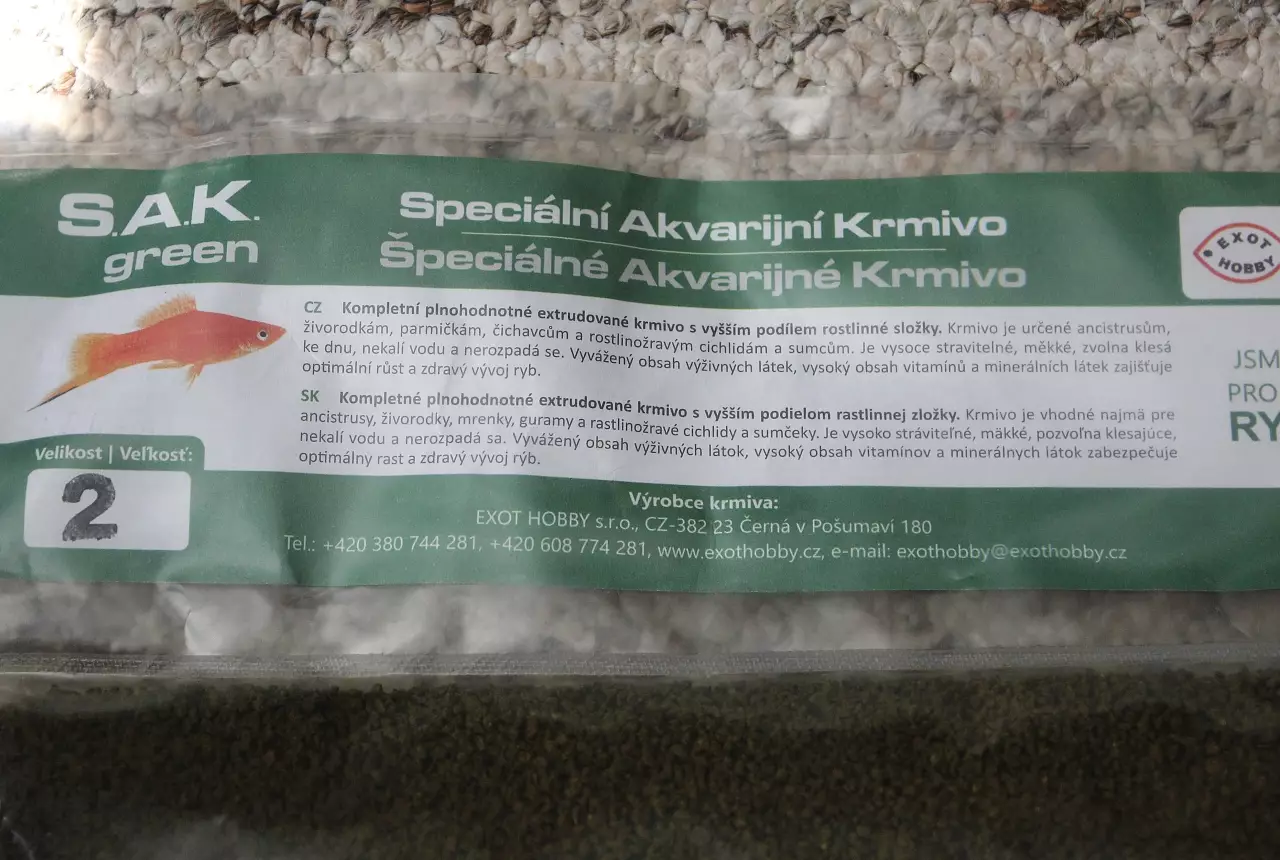 S.A.K.
green
Speciální Akvarijní Krmivo
Špeciálné Akvarijné Krmivo
EXOT
HOBBY
CZ Kompletní plnohodnotné extrudované krmivo s vyšším podílem rostlinné složky. Krmivo je určené ancistrusům,
živorodkám, parmičkám, čichavcům a rostlinožravým cichlidám a sumcům. Je vysoce stravitelné, měkké, zvolna klesá
ke dnu, nekalí vodu a nerozpadá se. Vyvážený obsah výživných látek, vysoký obsah vitamínů a minerálních látek zajišťuje
optimální růst a zdravý vývoj ryb.
SK Kompletné plnohodnotné extrudované krmivo s vyšším podielom rastlinnej zložky. Krmivo je vhodné najmä pre
ancistrusy, živorodky, mrenky, guramy a rastlinožravé cichlidy a sumčeky. Je vysoko stráviteľné, mäkké, pozvoľna klesajúce,
nekalí vodu a nerozpadá sa. Vyvážený obsah výživných látok, vysoký obsah vitamínov a minerálnych látok zabezpečuje
optimálny rast a zdravý vývoj rýb.
JSM
PRO
RY
Velikost | Veľkosť:
2
Výrobce krmiva:
EXOT HOBBY s.r.o., CZ-382 23 Černá v Pošumaví 180
Tel.: +420 380 744 281, +420 608 774 281, www.exothobby.cz, e-mail: exothobby@exothobby.cz